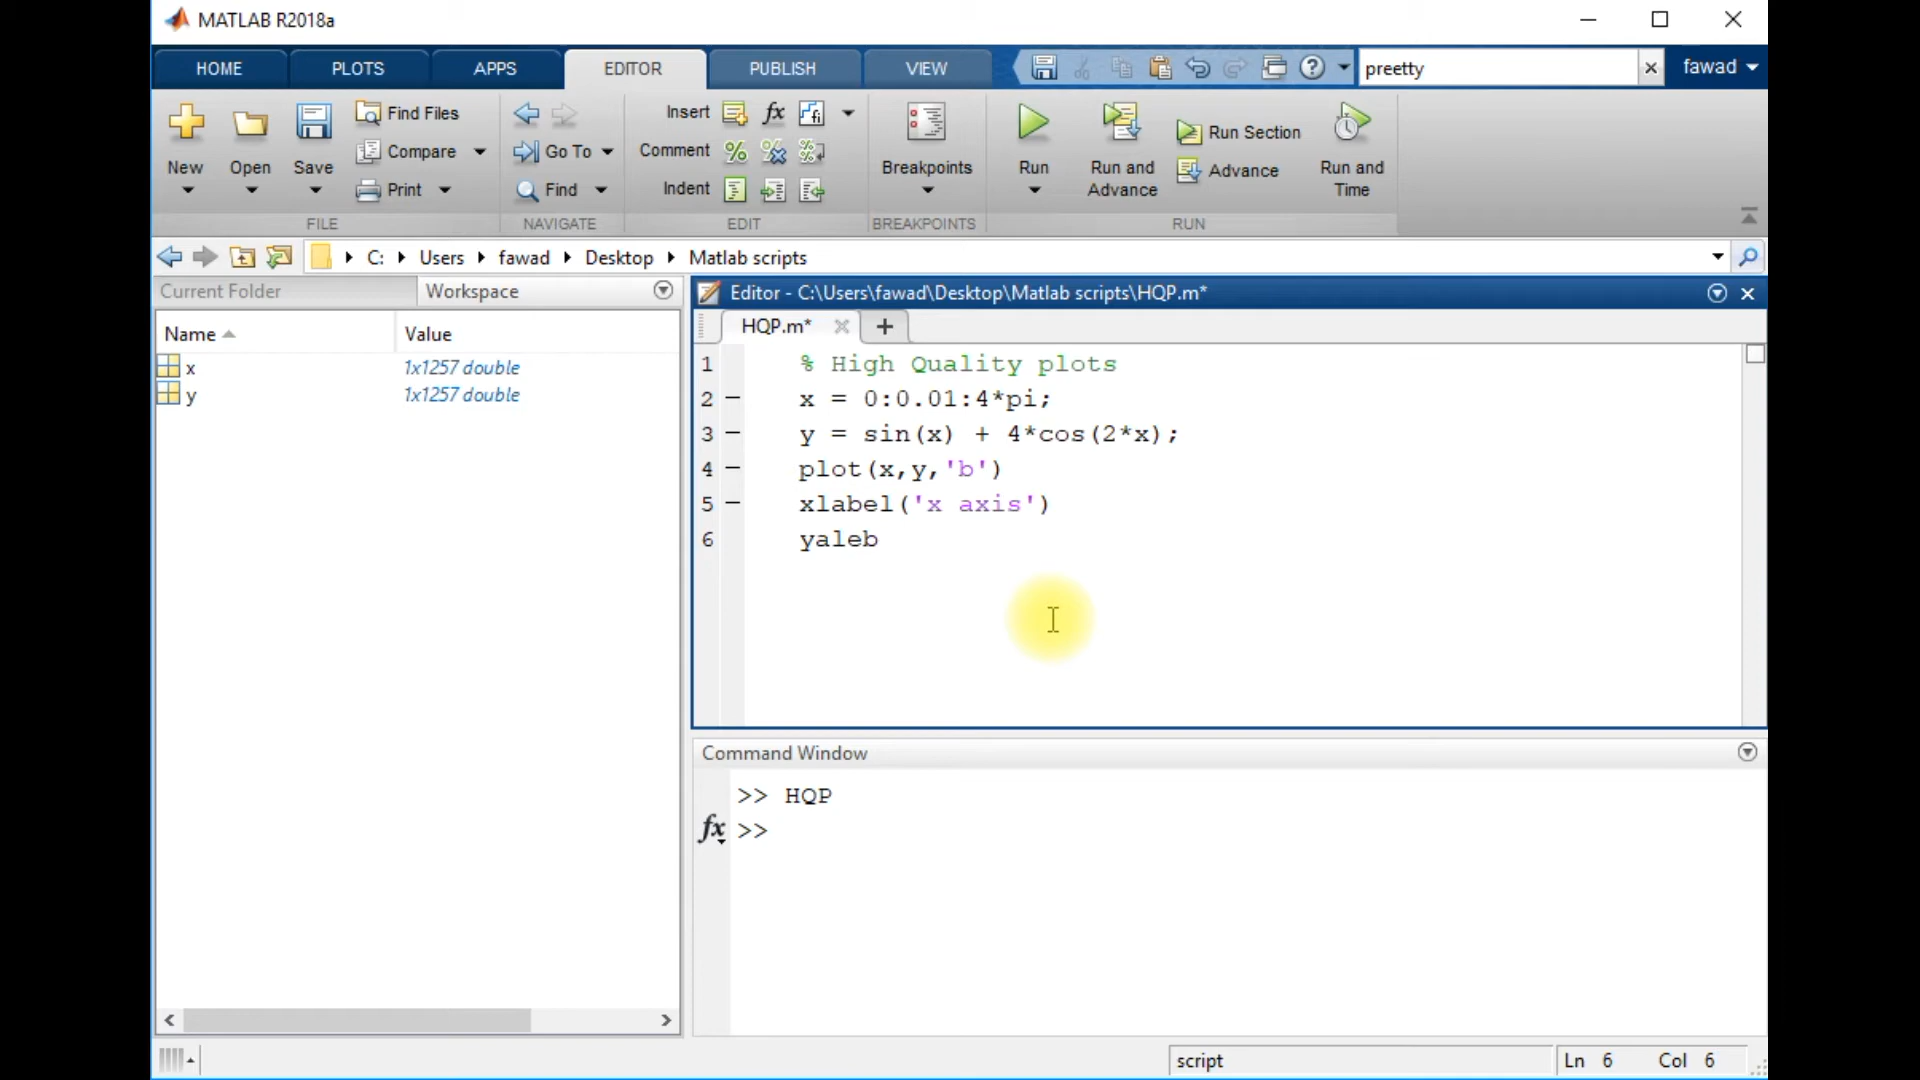 MATLAB R2018a
HOME PLOTS APPS EDITOR PUBLISH VIEW preetty fawad
New Open Save Find Files Compare Print Go To Find Insert fx fi Comment Indent Breakpoints Run Run and Advance Run Section Advance Run and Time
FILE NAVIGATE EDIT BREAKPOINTS RUN
C: Users fawad Desktop Matlab scripts
Current Folder Workspace
Name Value
x 1x1257 double
y 1x1257 double
Editor - C:\Users\fawad\Desktop\Matlab scripts\HQP.m*
HQP.m*
1 % High Quality plots
2 x = 0:0.01:4*pi;
3 y = sin(x) + 4*cos(2*x);
4 plot(x,y,'b')
5 xlabel('x axis')
6 yaleb
Command Window
>> HQP
fx >>
script Ln 6 Col 6